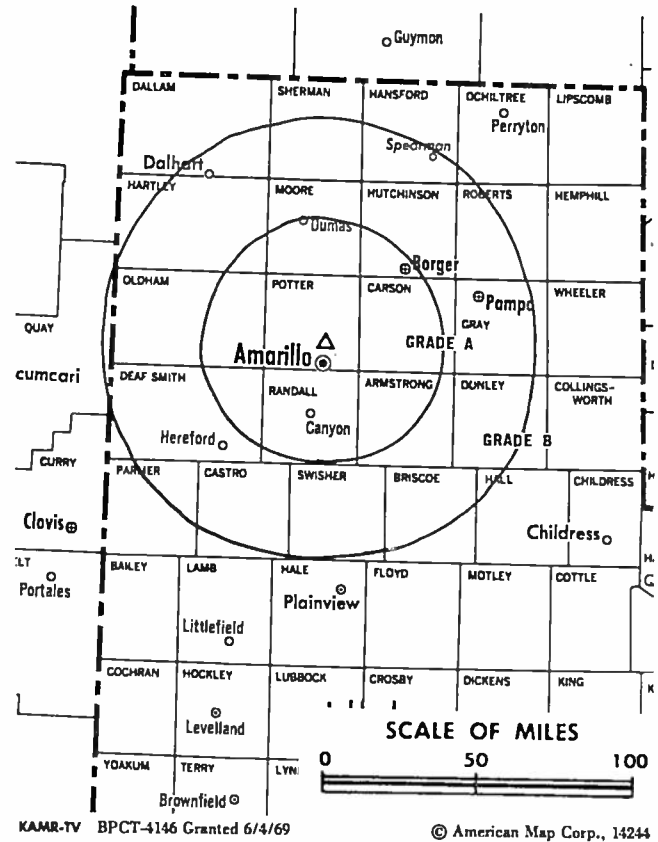 Guymon
DALLAM
SHERMAN
HANSFORD
OCHILTREE
LIPSCOMB
Perryton
Spearman
Dalhart
HARTLEY
MOORE
HUTCHINSON
ROBERTS
HEMPHILL
Dumas
Borger
OLDHAM
POTTER
CARSON
Pampa
WHEELER
GRAY
QUAY
GRADE A
Amarillo
cumcari
DEAF SMITH
RANDALL
ARMSTRONG
DONLEY
COLLINGS-
WORTH
Canyon
Hereford
GRADE B
CURRY
PARMER
CASTRO
SWISHER
BRISCOE
HALL
CHILDRESS
Clovis
Childress
ELT
BAILEY
LAMB
HALE
FLOYD
MOTLEY
COTTLE
Portales
Plainview
Littlefield
COCHRAN
HOCKLEY
LUBBOCK
CROSBY
DICKENS
KING
K
Levelland
SCALE OF MILES
YOAKUM
TERRY
LYN
0
50
100
Brownfield
KAMR-TV BPCT-4146 Granted 6/4/69
© American Map Corp., 14244